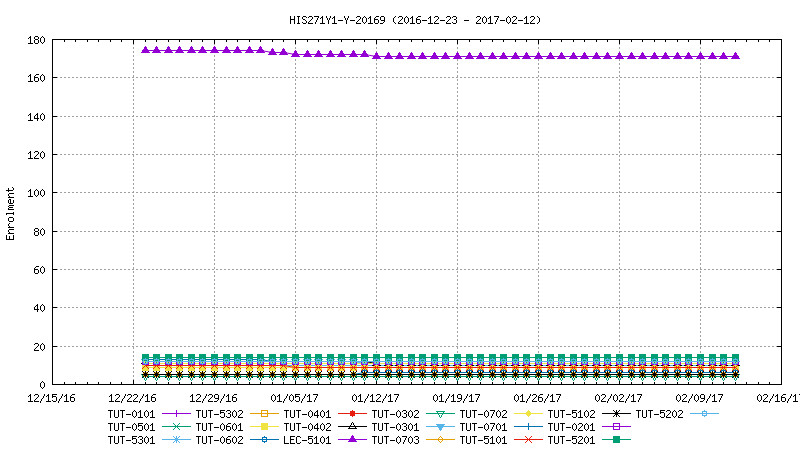 HIS271Y1-Y-20169 (2016-12-23 - 2017-02-12)
180
160
140
120
100
80
60
40
20
0
Enrolment
12/15/16 12/22/16 12/29/16 01/05/17 01/12/17 01/19/17 01/26/17 02/02/17 02/09/17 02/16/17
TUT-0101 TUT-5302 TUT-0401 TUT-0302 TUT-0702 TUT-5102 TUT-5202
TUT-0501 TUT-0601 TUT-0402 TUT-0301 TUT-0701 TUT-0201
TUT-5301 TUT-0602 LEC-5101 TUT-0703 TUT-5101 TUT-5201